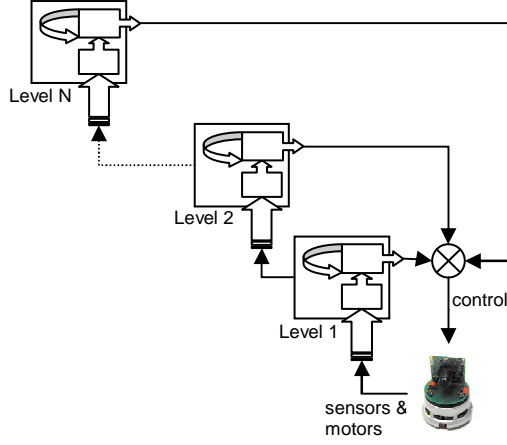 Level N
Level 2
Level 1
control
sensors &
motors